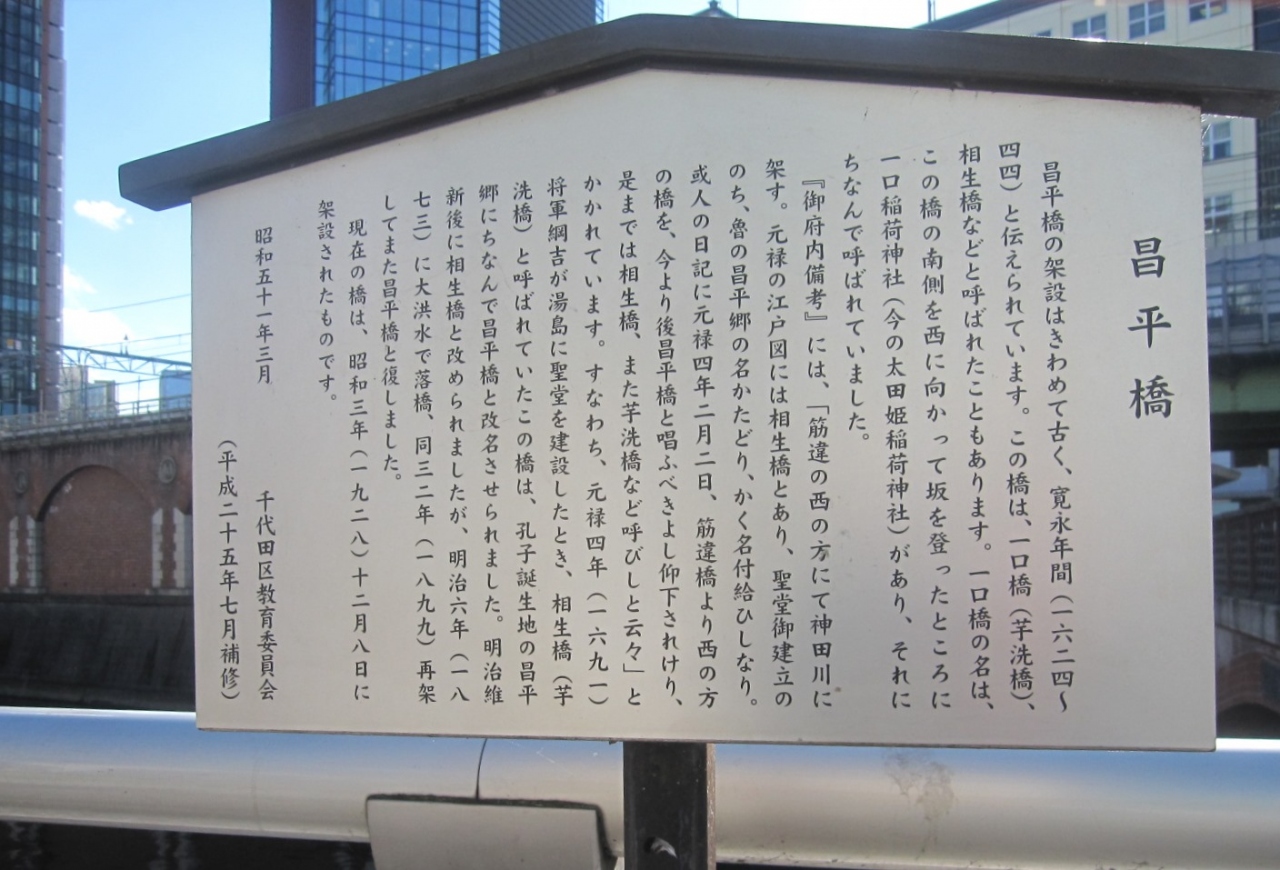 昌平橋
昌平橋の架設はきわめて古く、寛永年間（一六二四～
四四）と伝えられています。この橋は、一口橋（芋洗橋）、
相生橋などと呼ばれたこともあります。一口橋の名は、
この橋の南側を西に向かって坂を登ったところに
一口稲荷神社（今の太田姫稲荷神社）があり、それに
ちなんで呼ばれていました。
『御府内備考』には、「筋違の西の方にて神田川に
架す。元禄の江戸図には相生橋とあり、聖堂御建立の
のち、魯の昌平郷の名かたどり、かく名付給ひしなり。
或人の日記に元禄四年二月二日、筋違橋より西の方
の橋を、今より後昌平橋と唱ふべきよし仰下されけり、
是までは相生橋、また芋洗橋など呼びしと云々」と
かかれています。すなわち、元禄四年（一六九一）
将軍綱吉が湯島に聖堂を建設したとき、相生橋（芋
洗橋）と呼ばれていたこの橋は、孔子誕生地の昌平
郷にちなんで昌平橋と改名させられました。明治維
新後に相生橋と改められましたが、明治六年（一八
七三）に大洪水で落橋、同三二年（一八九九）再架
してまた昌平橋と復しました。
現在の橋は、昭和三年（一九二八）十二月八日に
架設されたものです。
昭和五十一年三月　千代田区教育委員会
（平成二十五年七月補修）